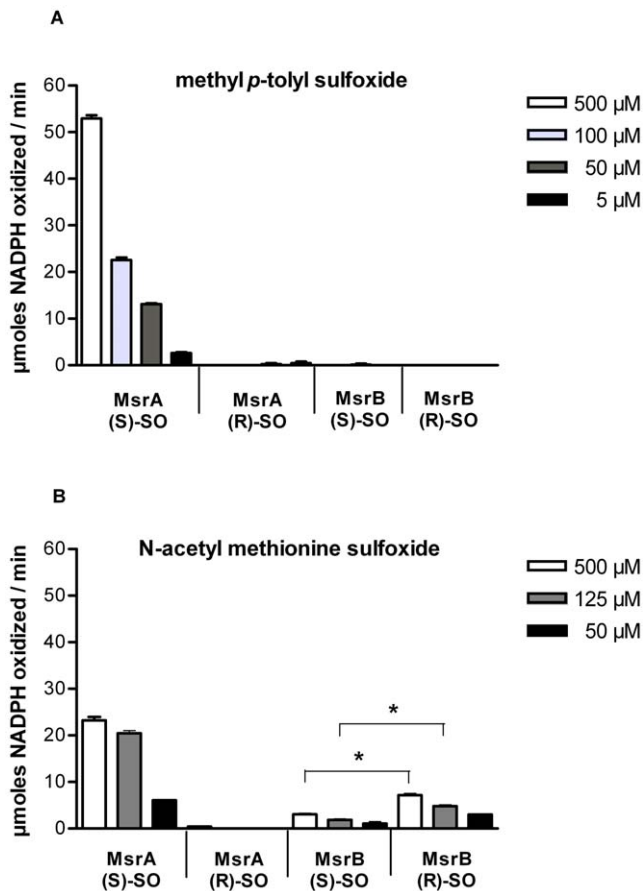 A
methyl p-tolyl sulfoxide
µmoles NADPH oxidized / min
60
50
40
30
20
10
0
500 µM
100 µM
50 µM
5 µM
MsrA MsrA MsrB MsrB
(S)-SO (R)-SO (S)-SO (R)-SO
B
N-acetyl methionine sulfoxide
µmoles NADPH oxidized / min
60
50
40
30
20
10
0
500 µM
125 µM
50 µM
*
*
MsrA MsrA MsrB MsrB
(S)-SO (R)-SO (S)-SO (R)-SO